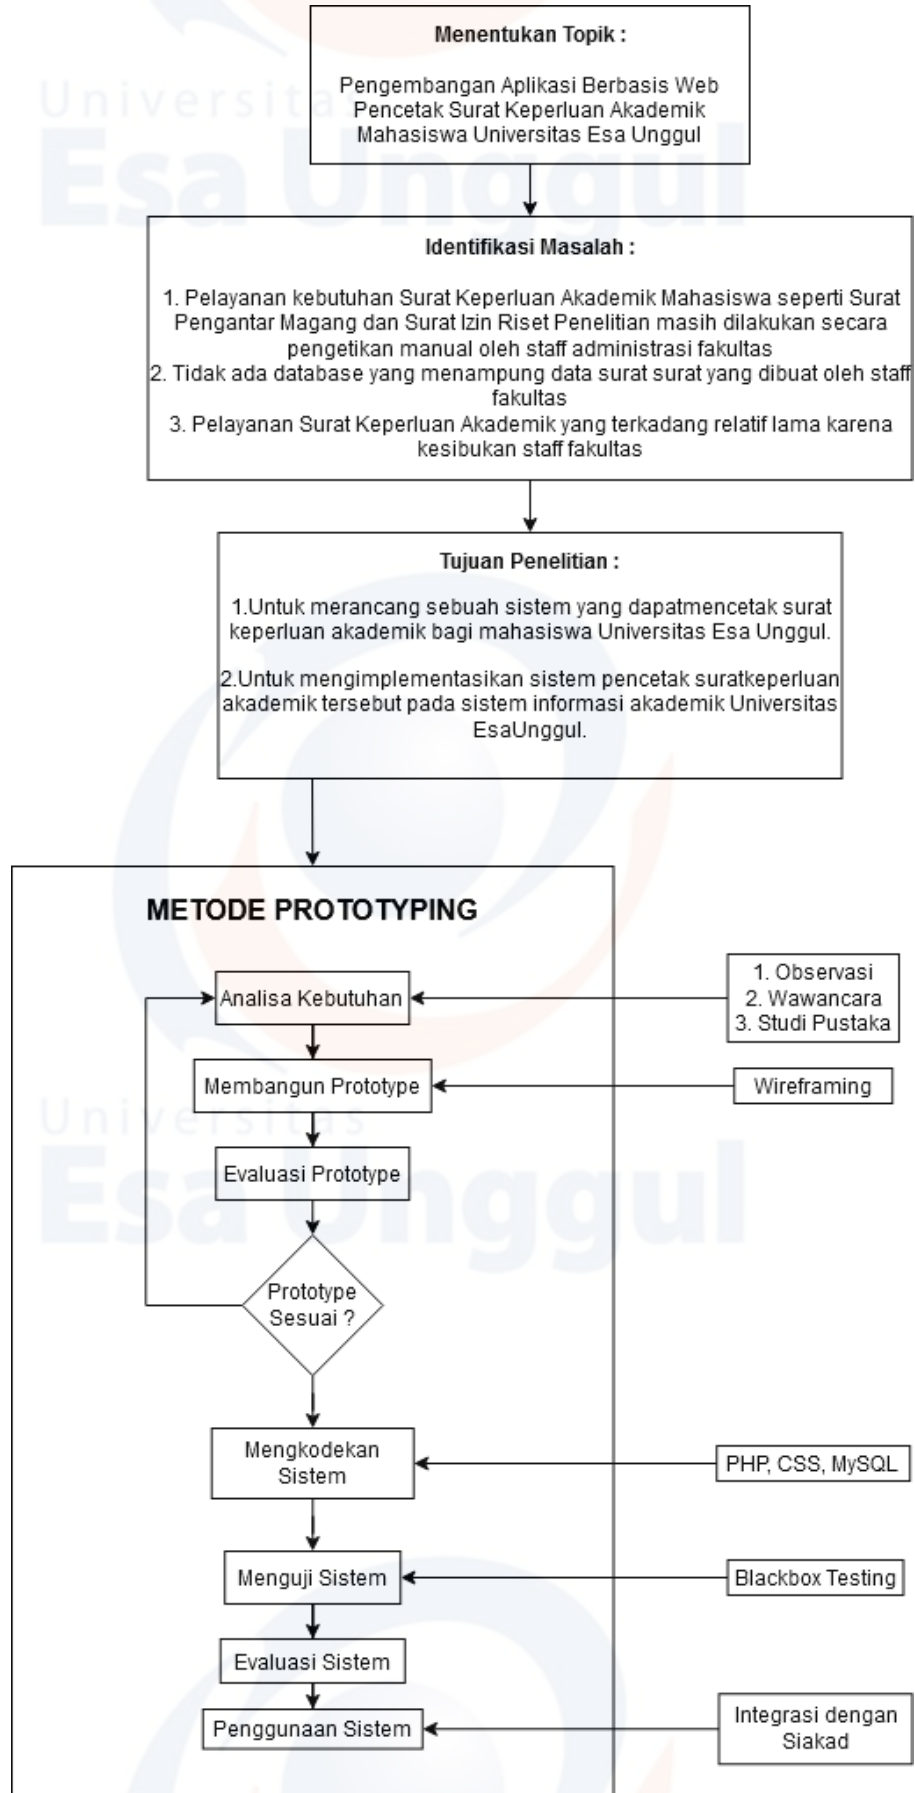 Menentukan Topik :
Pengembangan Aplikasi Berbasis Web
Pencetak Surat Keperluan Akademik
Mahasiswa Universitas Esa Unggul
Universitas
Esa Unggul
Identifikasi Masalah :
1. Pelayanan kebutuhan Surat Keperluan Akademik Mahasiswa seperti Surat
Pengantar Magang dan Surat Izin Riset Penelitian masih dilakukan secara
pengetikan manual oleh staff administrasi fakultas
2. Tidak ada database yang menampung data surat surat yang dibuat oleh staff
fakultas
3. Pelayanan Surat Keperluan Akademik yang terkadang relatif lama karena
kesibukan staff fakultas
Tujuan Penelitian :
1.Untuk merancang sebuah sistem yang dapatmencetak surat
keperluan akademik bagi mahasiswa Universitas Esa Unggul.
2.Untuk mengimplementasikan sistem pencetak suratkeperluan
akademik tersebut pada sistem informasi akademik Universitas
EsaUnggul.
METODE PROTOTYPING
Analisa Kebutuhan
1. Observasi
2. Wawancara
3. Studi Pustaka
Membangun Prototype
Wireframing
Universitas
Esa Unggul
Evaluasi Prototype
Prototype
Sesuai ?
Mengkodekan
Sistem
PHP, CSS, MySQL
Menguji Sistem
Blackbox Testing
Evaluasi Sistem
Penggunaan Sistem
Integrasi dengan
Siakad